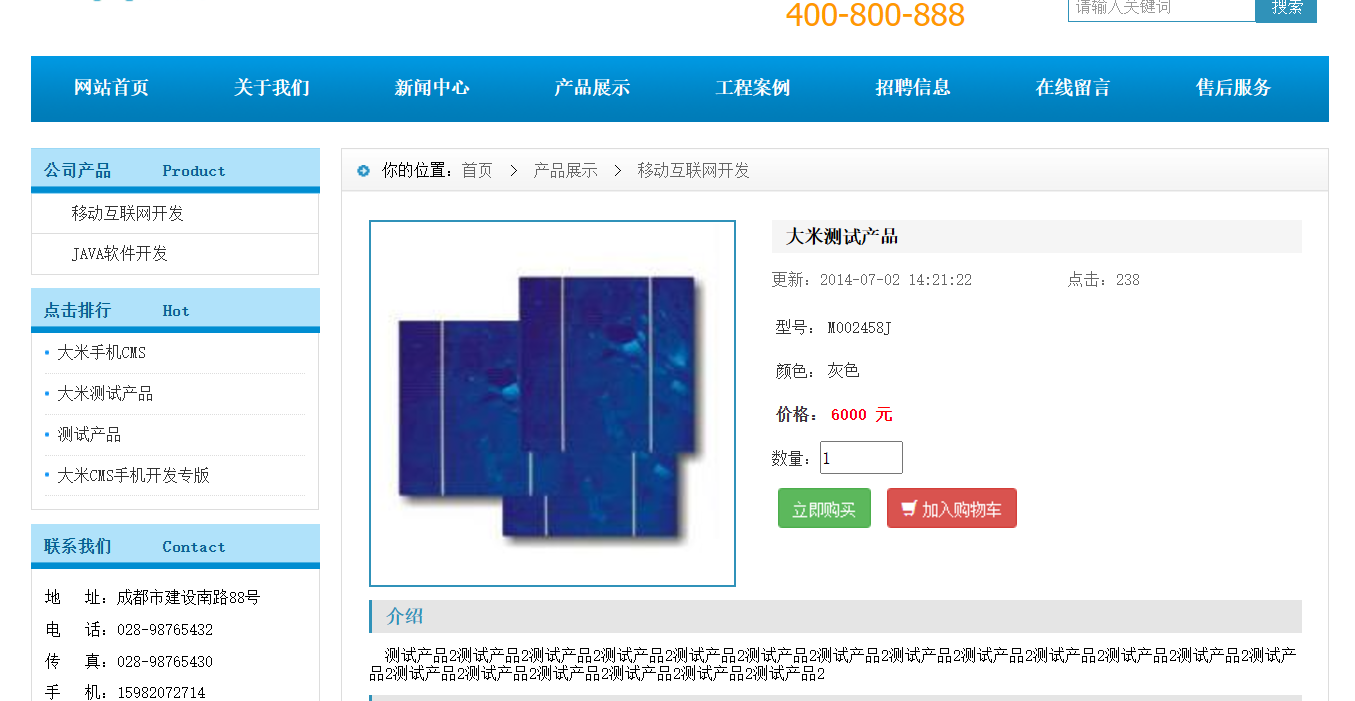 400-800-888
请输入关键词
搜索
网站首页 关于我们 新闻中心 产品展示 工程案例 招聘信息 在线留言 售后服务
公司产品 Product
移动互联网开发
JAVA软件开发
点击排行 Hot
大米手机CMS
大米测试产品
测试产品
大米CMS手机开发专版
联系我们 Contact
地 址：成都市建设南路88号
电 话：028-98765432
传 真：028-98765430
手 机：15982072714
你的位置：首页 > 产品展示 > 移动互联网开发
大米测试产品
更新：2014-07-02 14:21:22 点击：238
型号： M002458J
颜色： 灰色
价格： 6000 元
数量： 1
立即购买 加入购物车
介绍
测试产品2测试产品2测试产品2测试产品2测试产品2测试产品2测试产品2测试产品2测试产品2测试产品2测试产品2测试产品2测试产
品2测试产品2测试产品2测试产品2测试产品2测试产品2测试产品2